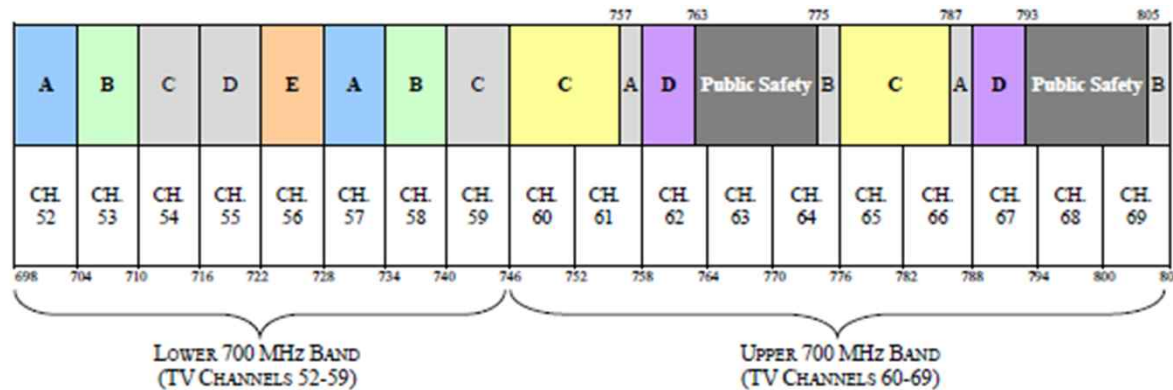 757 763 775 787 793 805
A B C D E A B C C A D Public Safety B C A D Public Safety B
CH. CH. CH. CH. CH. CH. CH. CH. CH. CH. CH. CH. CH. CH. CH. CH. CH. CH.
52 53 54 55 56 57 58 59 60 61 62 63 64 65 66 67 68 69
698 704 710 716 722 728 734 740 746 752 758 764 770 776 782 788 794 800 80
LOWER 700 MHZ BAND UPPER 700 MHZ BAND
(TV CHANNELS 52-59) (TV CHANNELS 60-69)